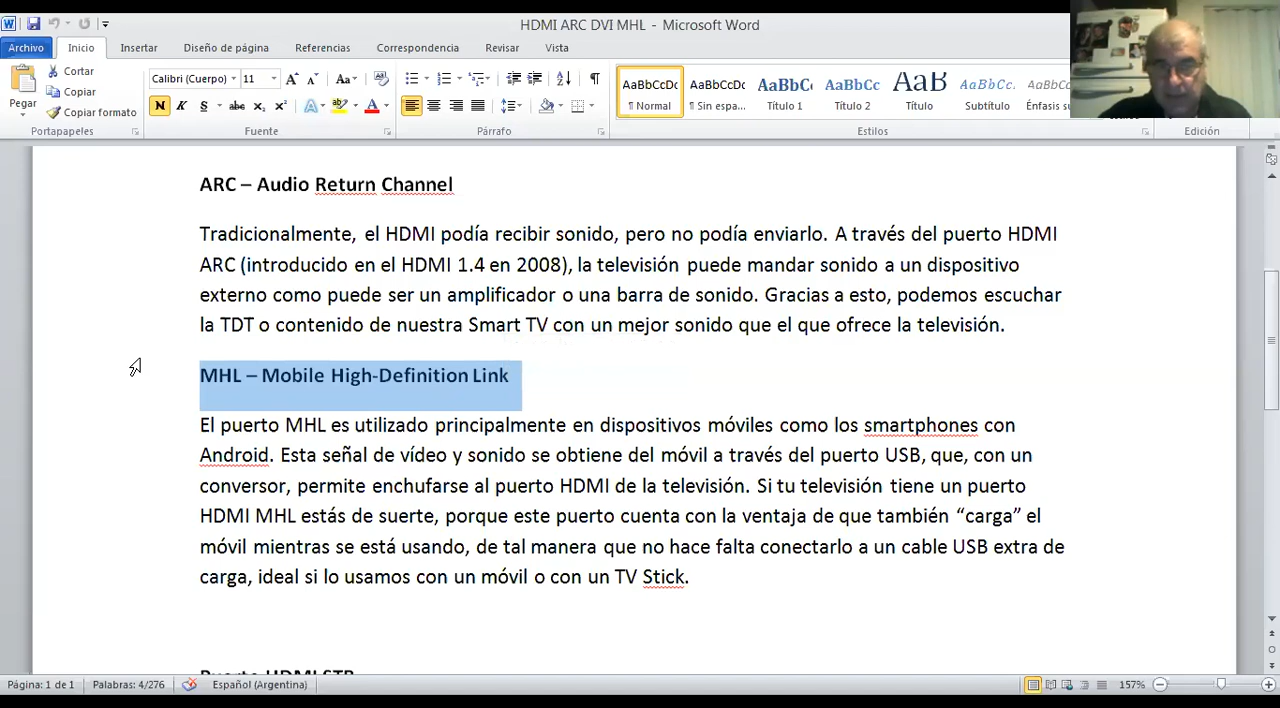 HDMI ARC DVI MHL - Microsoft Word
Archivo Inicio Insertar Diseño de página Referencias Correspondencia Revisar Vista
Pegar
Cortar
Copiar
Copiar formato
Portapapeles
Calibri (Cuerpo) 11
Fuente
Párrafo
AaBbCcDc AaBbCcDc AaBbC AaBbCc AaB AaBbCc AaBbCc
¶ Normal ¶ Sin espa... Título 1 Título 2 Título Subtítulo Énfasis su
Estilos
Edición
ARC – Audio Return Channel
Tradicionalmente, el HDMI podía recibir sonido, pero no podía enviarlo. A través del puerto HDMI
ARC (introducido en el HDMI 1.4 en 2008), la televisión puede mandar sonido a un dispositivo
externo como puede ser un amplificador o una barra de sonido. Gracias a esto, podemos escuchar
la TDT o contenido de nuestra Smart TV con un mejor sonido que el que ofrece la televisión.
MHL – Mobile High-Definition Link
El puerto MHL es utilizado principalmente en dispositivos móviles como los smartphones con
Android. Esta señal de vídeo y sonido se obtiene del móvil a través del puerto USB, que, con un
conversor, permite enchufarse al puerto HDMI de la televisión. Si tu televisión tiene un puerto
HDMI MHL estás de suerte, porque este puerto cuenta con la ventaja de que también “carga” el
móvil mientras se está usando, de tal manera que no hace falta conectarlo a un cable USB extra de
carga, ideal si lo usamos con un móvil o con un TV Stick.
Puerto HDMI STB
Página: 1 de 1 Palabras: 4/276 Español (Argentina) 157%